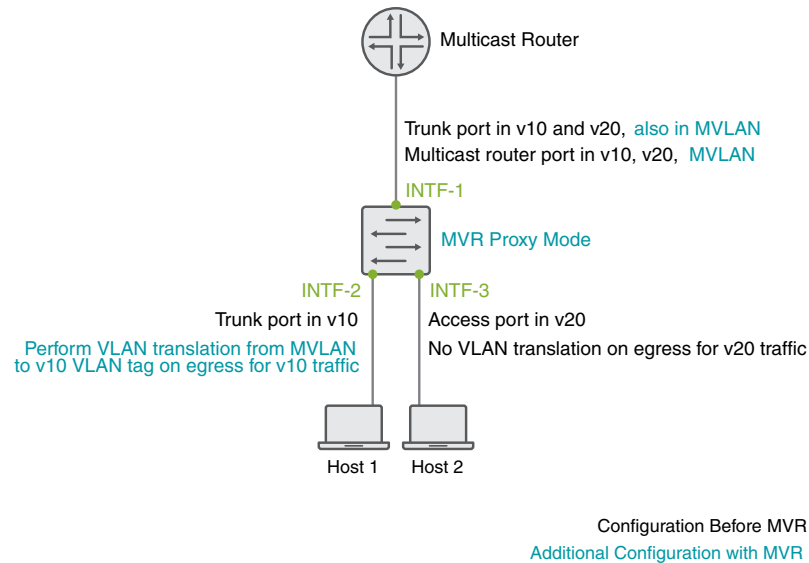 Multicast Router
Trunk port in v10 and v20, also in MVLAN
Multicast router port in v10, v20, MVLAN
INTF-1
MVR Proxy Mode
INTF-2
INTF-3
Trunk port in v10
Access port in v20
Perform VLAN translation from MVLAN
to v10 VLAN tag on egress for v10 traffic
No VLAN translation on egress for v20 traffic
Host 1
Host 2
Configuration Before MVR
Additional Configuration with MVR